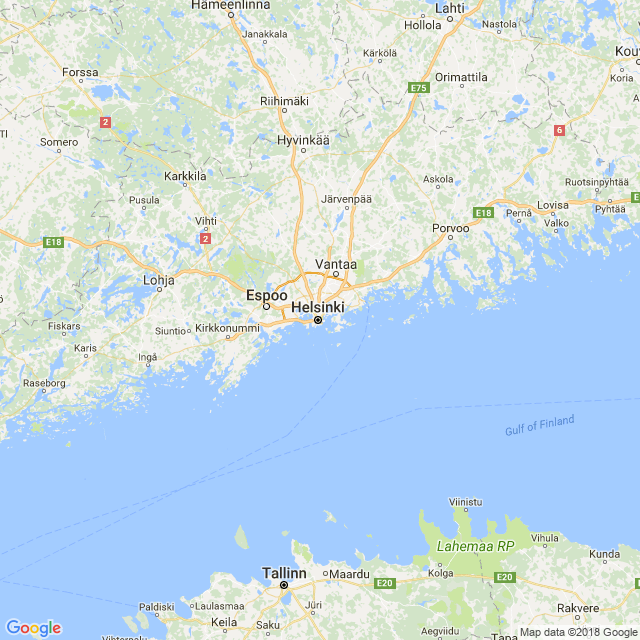 Hämeenlinna
Lahti
Hollola
Nastola
Janakkala
Kärkölä
Forssa
Koria
Orimattila
E75
Riihimäki
2
6
Hyvinkää
Somero
Karkkila
Askola
Ruotsinpyhtää
Pusula
Järvenpää
Lovisa
Pyhtää
E18
Pernå
Valko
Vihti
Porvoo
2
E18
Vantaa
Lohja
Espoo
Helsinki
Fiskars
Siuntio
Kirkkonummi
Karis
Ingå
Raseborg
Gulf of Finland
Viinistu
Vihula
Lahemaa RP
Kunda
Tallinn
Maardu
Kolga
E20
E20
Paldiski
Laulasmaa
Jüri
Rakvere
Keila
Saku
Aegviidu
Tapa
Google
Map data ©2018 Google